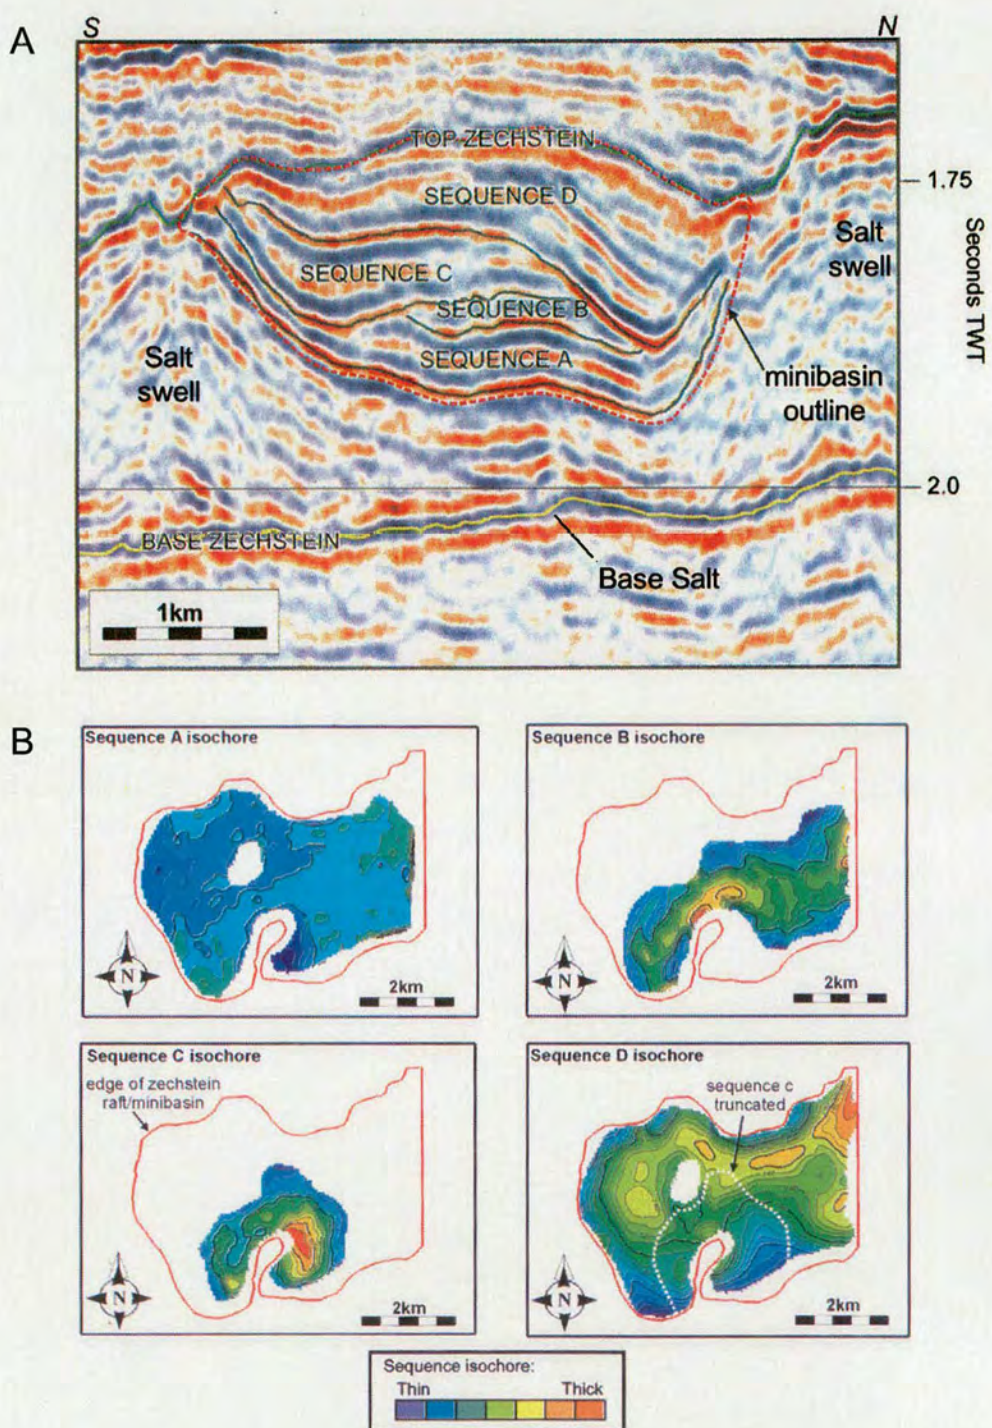 A
S
N
TOP ZECHSTEIN
1.75
SEQUENCE D
Salt
swell
SEQUENCE C
SEQUENCE B
SEQUENCE A
Salt
swell
minibasin
outline
Seconds TWT
2.0
BASE ZECHSTEIN
Base Salt
1km
B
Sequence A isochore
N
2km
Sequence B isochore
N
2km
Sequence C isochore
edge of zechstein
raft/minibasin
N
2km
Sequence D isochore
sequence c
truncated
N
2km
Sequence isochore:
Thin
Thick